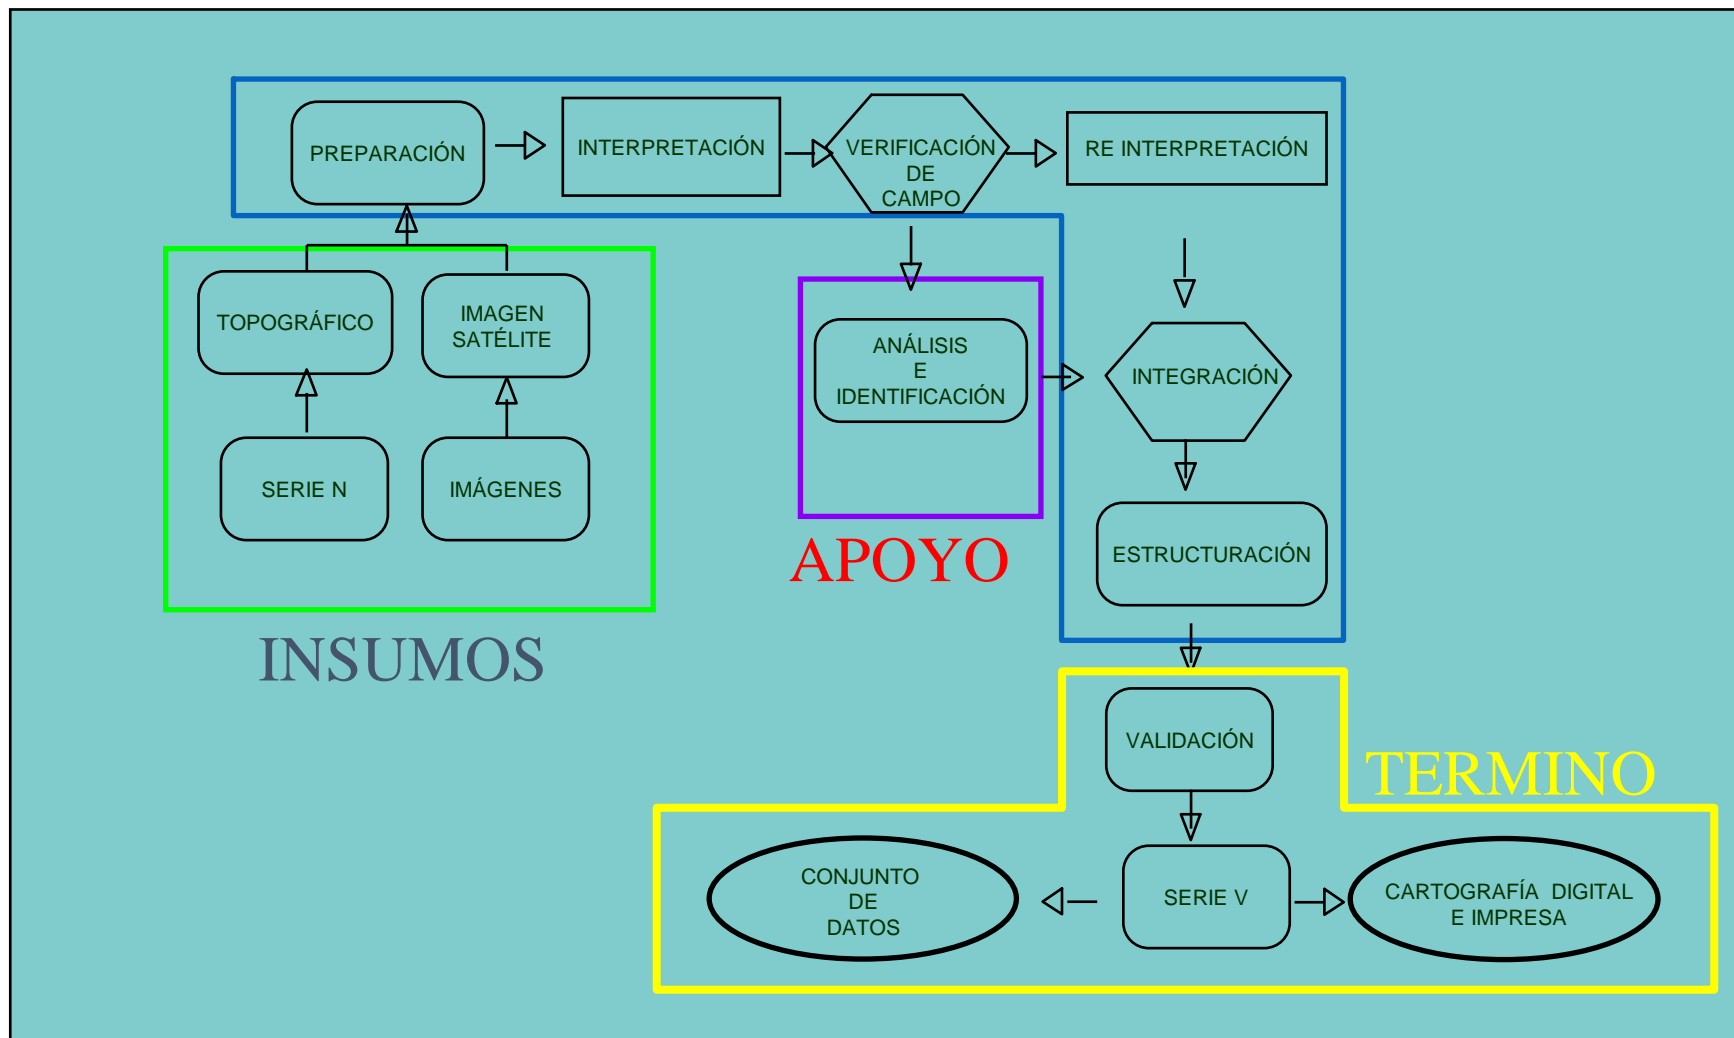 PREPARACIÓN
INTERPRETACIÓN
VERIFICACIÓN
DE
CAMPO
RE INTERPRETACIÓN
TOPOGRÁFICO
IMAGEN
SATÉLITE
SERIE N
IMÁGENES
INSUMOS
ANÁLISIS
E
IDENTIFICACIÓN
APOYO
INTEGRACIÓN
ESTRUCTURACIÓN
VALIDACIÓN
TERMINO
CONJUNTO
DE
DATOS
SERIE V
CARTOGRAFÍA DIGITAL
E IMPRESA